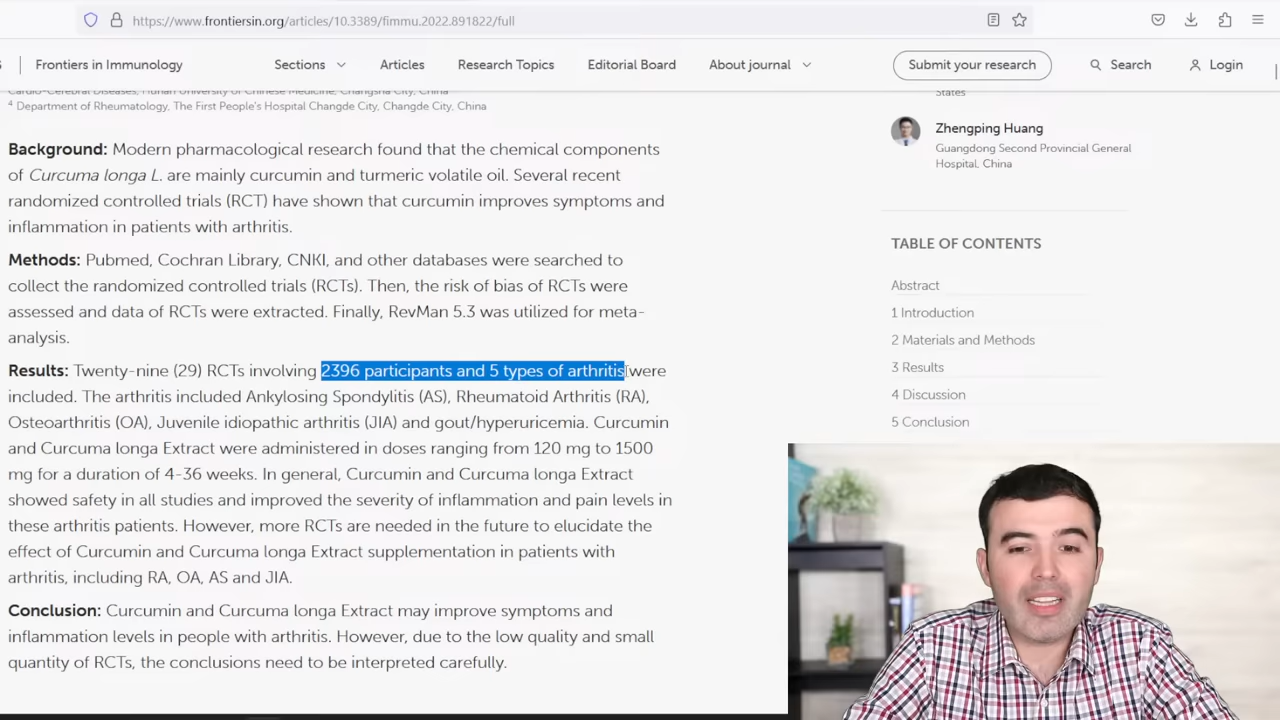 https://www.frontiersin.org/articles/10.3389/fimmu.2022.891822/full
Frontiers in Immunology
Sections
Articles
Research Topics
Editorial Board
About journal
Submit your research
Search
Login
Cardio-Cerebral Diseases, Hunan University of Chinese Medicine, Changsha City, China
4 Department of Rheumatology, The First People's Hospital Changde City, Changde City, China
Background: Modern pharmacological research found that the chemical components
of Curcuma longa L. are mainly curcumin and turmeric volatile oil. Several recent
randomized controlled trials (RCT) have shown that curcumin improves symptoms and
inflammation in patients with arthritis.
Methods: Pubmed, Cochran Library, CNKI, and other databases were searched to
collect the randomized controlled trials (RCTs). Then, the risk of bias of RCTs were
assessed and data of RCTs were extracted. Finally, RevMan 5.3 was utilized for meta-
analysis.
Results: Twenty-nine (29) RCTs involving 2396 participants and 5 types of arthritis were
included. The arthritis included Ankylosing Spondylitis (AS), Rheumatoid Arthritis (RA),
Osteoarthritis (OA), Juvenile idiopathic arthritis (JIA) and gout/hyperuricemia. Curcumin
and Curcuma longa Extract were administered in doses ranging from 120 mg to 1500
mg for a duration of 4-36 weeks. In general, Curcumin and Curcuma longa Extract
showed safety in all studies and improved the severity of inflammation and pain levels in
these arthritis patients. However, more RCTs are needed in the future to elucidate the
effect of Curcumin and Curcuma longa Extract supplementation in patients with
arthritis, including RA, OA, AS and JIA.
Conclusion: Curcumin and Curcuma longa Extract may improve symptoms and
inflammation levels in people with arthritis. However, due to the low quality and small
quantity of RCTs, the conclusions need to be interpreted carefully.
States
Zhengping Huang
Guangdong Second Provincial General
Hospital, China
TABLE OF CONTENTS
Abstract
1 Introduction
2 Materials and Methods
3 Results
4 Discussion
5 Conclusion